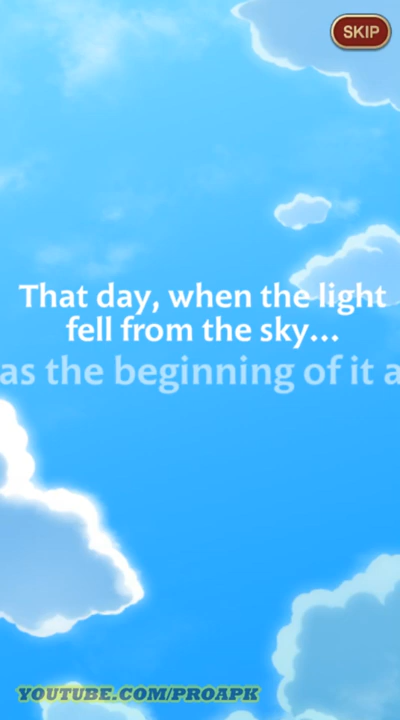 SKIP
That day, when the light
fell from the sky...
as the beginning of it a
YOUTUBE.COM/PROAPK